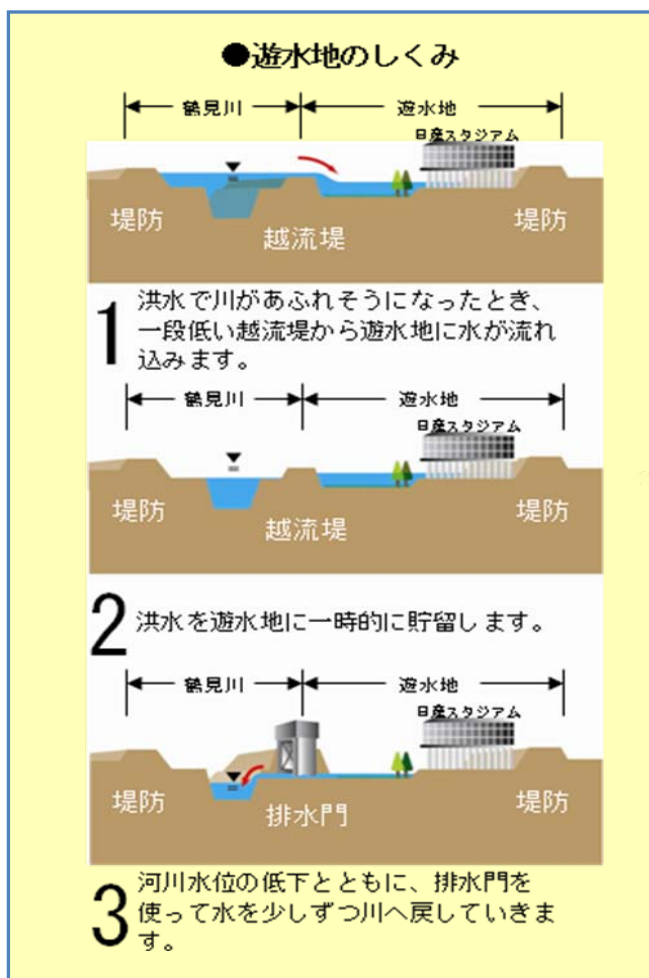 ●遊水地のしくみ
鶴見川 遊水地
日産スタジアム
堤防 越流堤 堤防
1 洪水で川があふれそうになったとき、
一段低い越流堤から遊水地に水が流れ
込みます。
鶴見川 遊水地
日産スタジアム
堤防 越流堤 堤防
2 洪水を遊水地に一時的に貯留します。
鶴見川 遊水地
日産スタジアム
堤防 排水門 堤防
3 河川水位の低下とともに、排水門を
使って水を少しずつ川へ戻していきま
す。